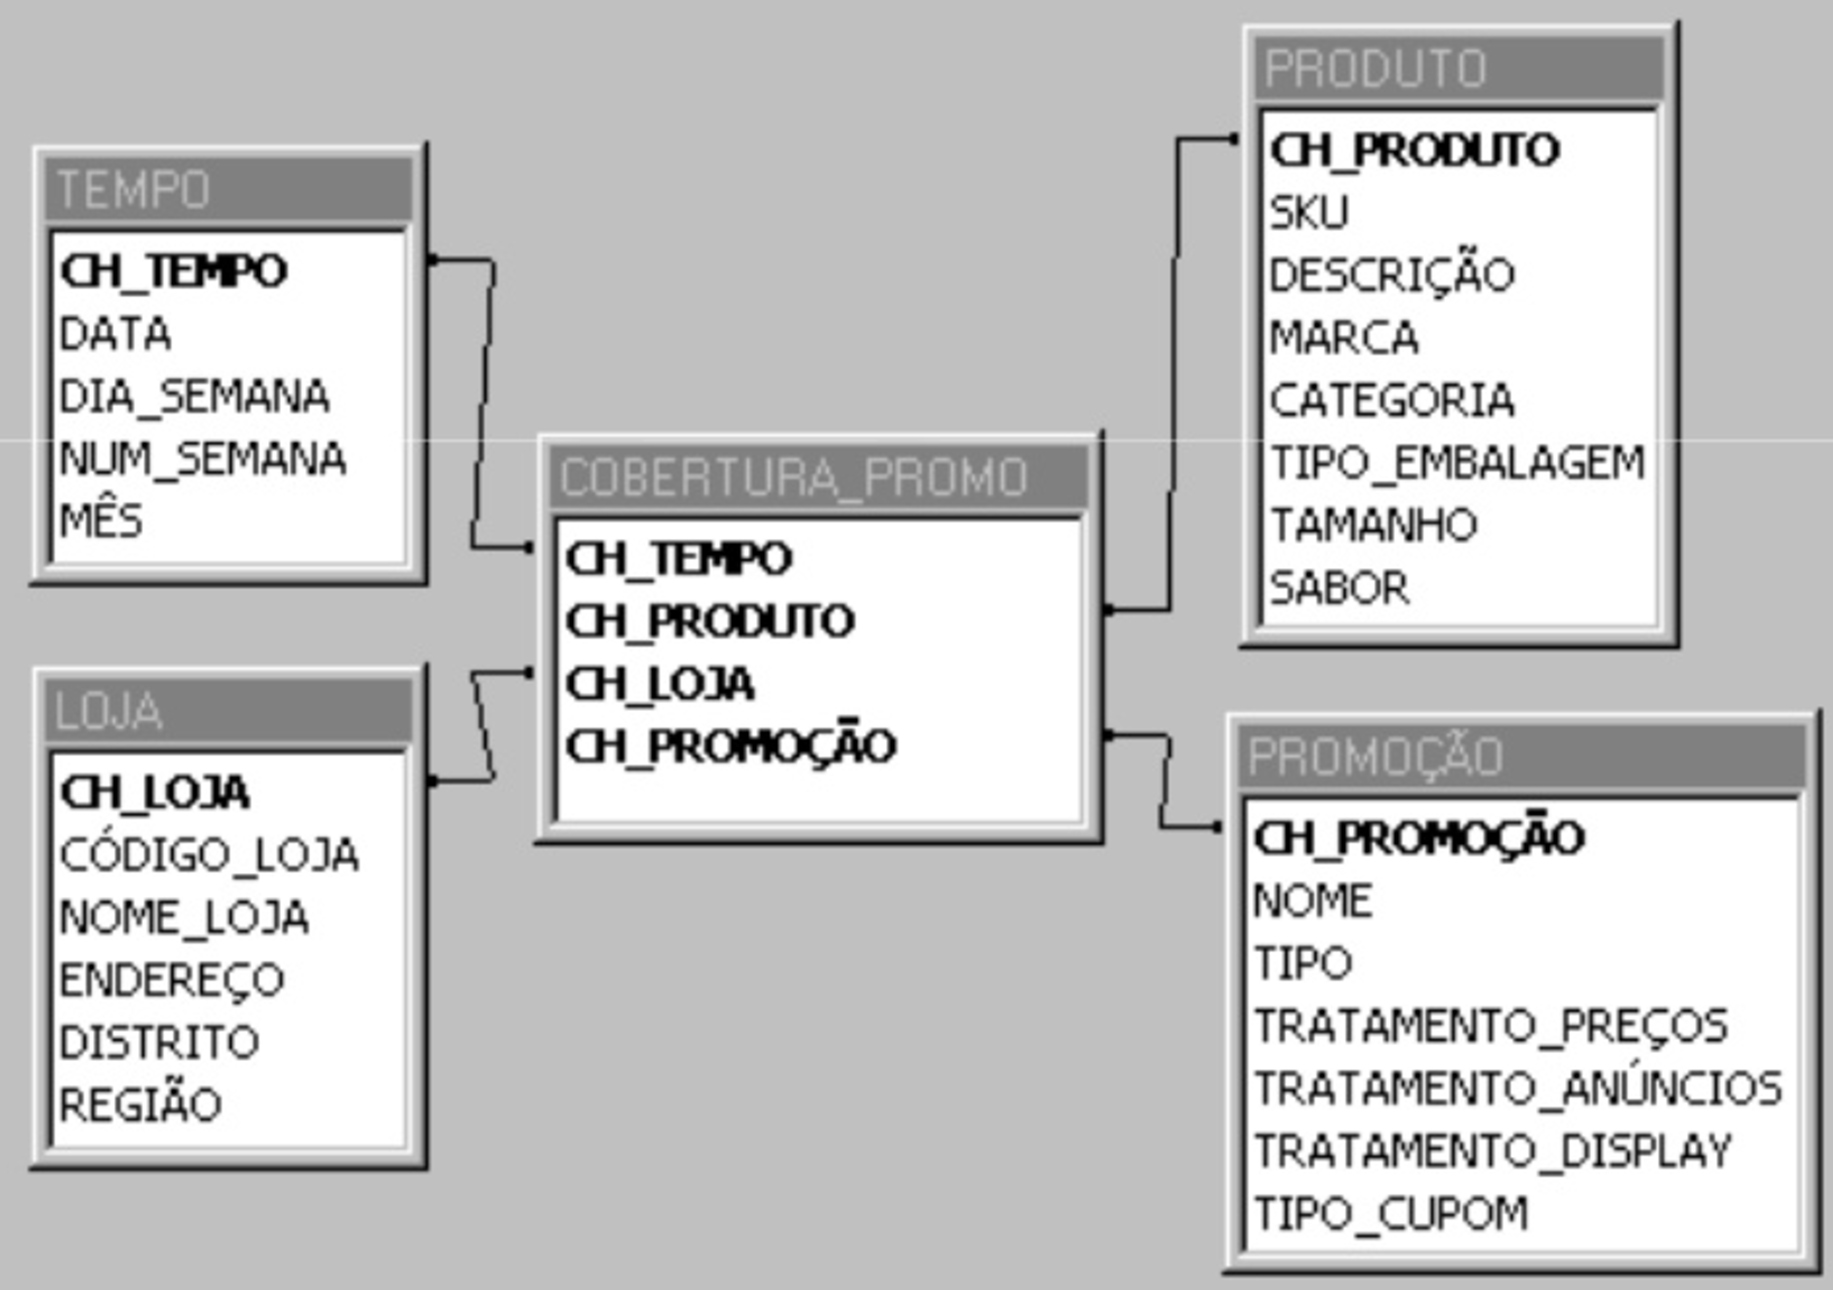 TEMPO
CH_TEMPO
DATA
DIA_SEMANA
NUM_SEMANA
MÊS
LOJA
CH_LOJA
CÓDIGO_LOJA
NOME_LOJA
ENDEREÇO
DISTRITO
REGIÃO
COBERTURA_PROMO
CH_TEMPO
CH_PRODUTO
CH_LOJA
CH_PROMOÇÃO
PRODUTO
CH_PRODUTO
SKU
DESCRIÇÃO
MARCA
CATEGORIA
TIPO_EMBALAGEM
TAMANHO
SABOR
PROMOÇÃO
CH_PROMOÇÃO
NOME
TIPO
TRATAMENTO_PREÇOS
TRATAMENTO_ANÚNCIOS
TRATAMENTO_DISPLAY
TIPO_CUPOM